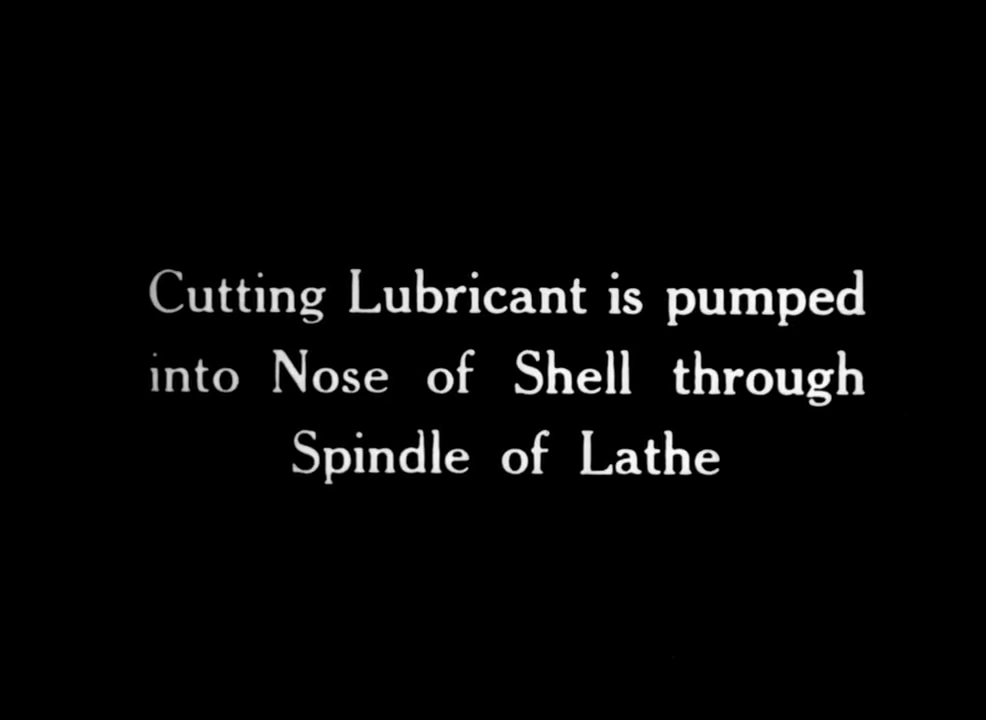 Cutting Lubricant is pumped
into Nose of Shell through
Spindle of Lathe